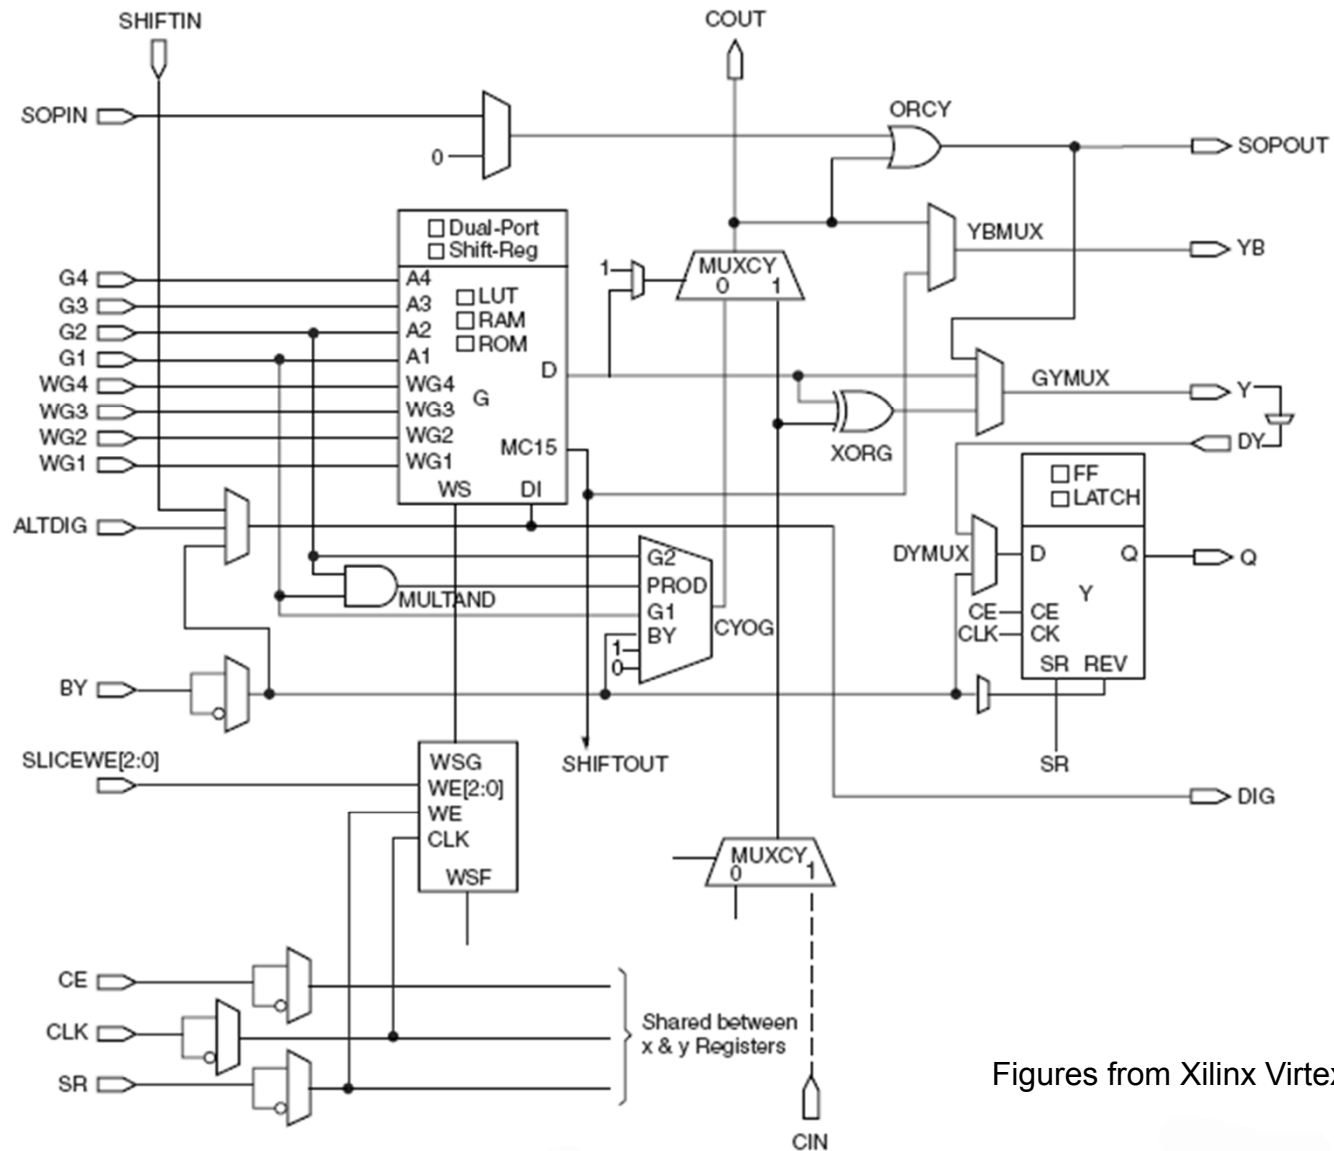 SHIFTIN
COUT
SOPIN
ORCY
0
SOPOUT
Dual-Port
Shift-Reg
YBMUX
YB
G4
G3
G2
G1
WG4
WG3
WG2
WG1
A4
A3
A2
A1
WG4
WG3
WG2
WG1
LUT
RAM
ROM
G
D
MC15
WS
DI
1
MUXCY
0
1
GYMUX
Y
XORG
DY
FF
LATCH
ALTDIG
DYMUX
D
Q
Q
Y
CE
CLK
CE
CK
SR
REV
SR
MULTAND
G2
PROD
G1
BY
1
0
CYOG
BY
SLICEWE[2:0]
SHIFTOUT
DIG
WSG
WE[2:0]
WE
CLK
WSF
MUXCY
0
1
CE
CLK
SR
Shared between
x & y Registers
CIN
Figures from Xilinx